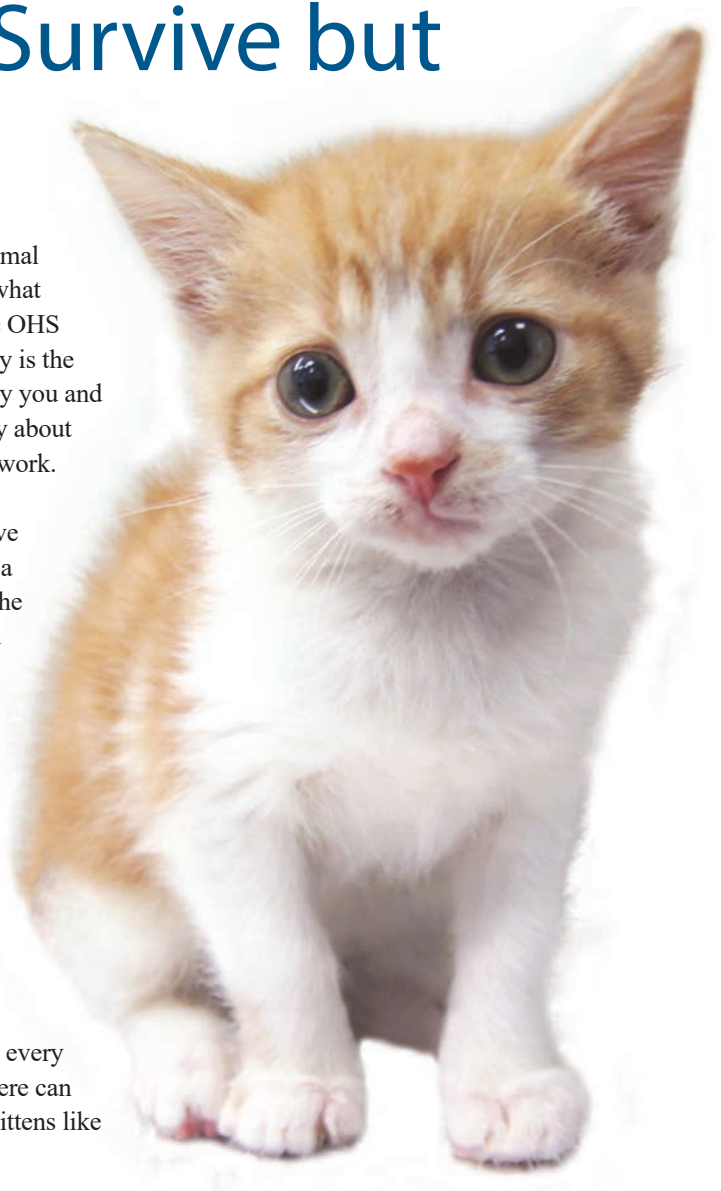 Survive but
mal
what
OHS
y is the
y you and
y about
work.
ve
a
he
every
ere can
ittens like